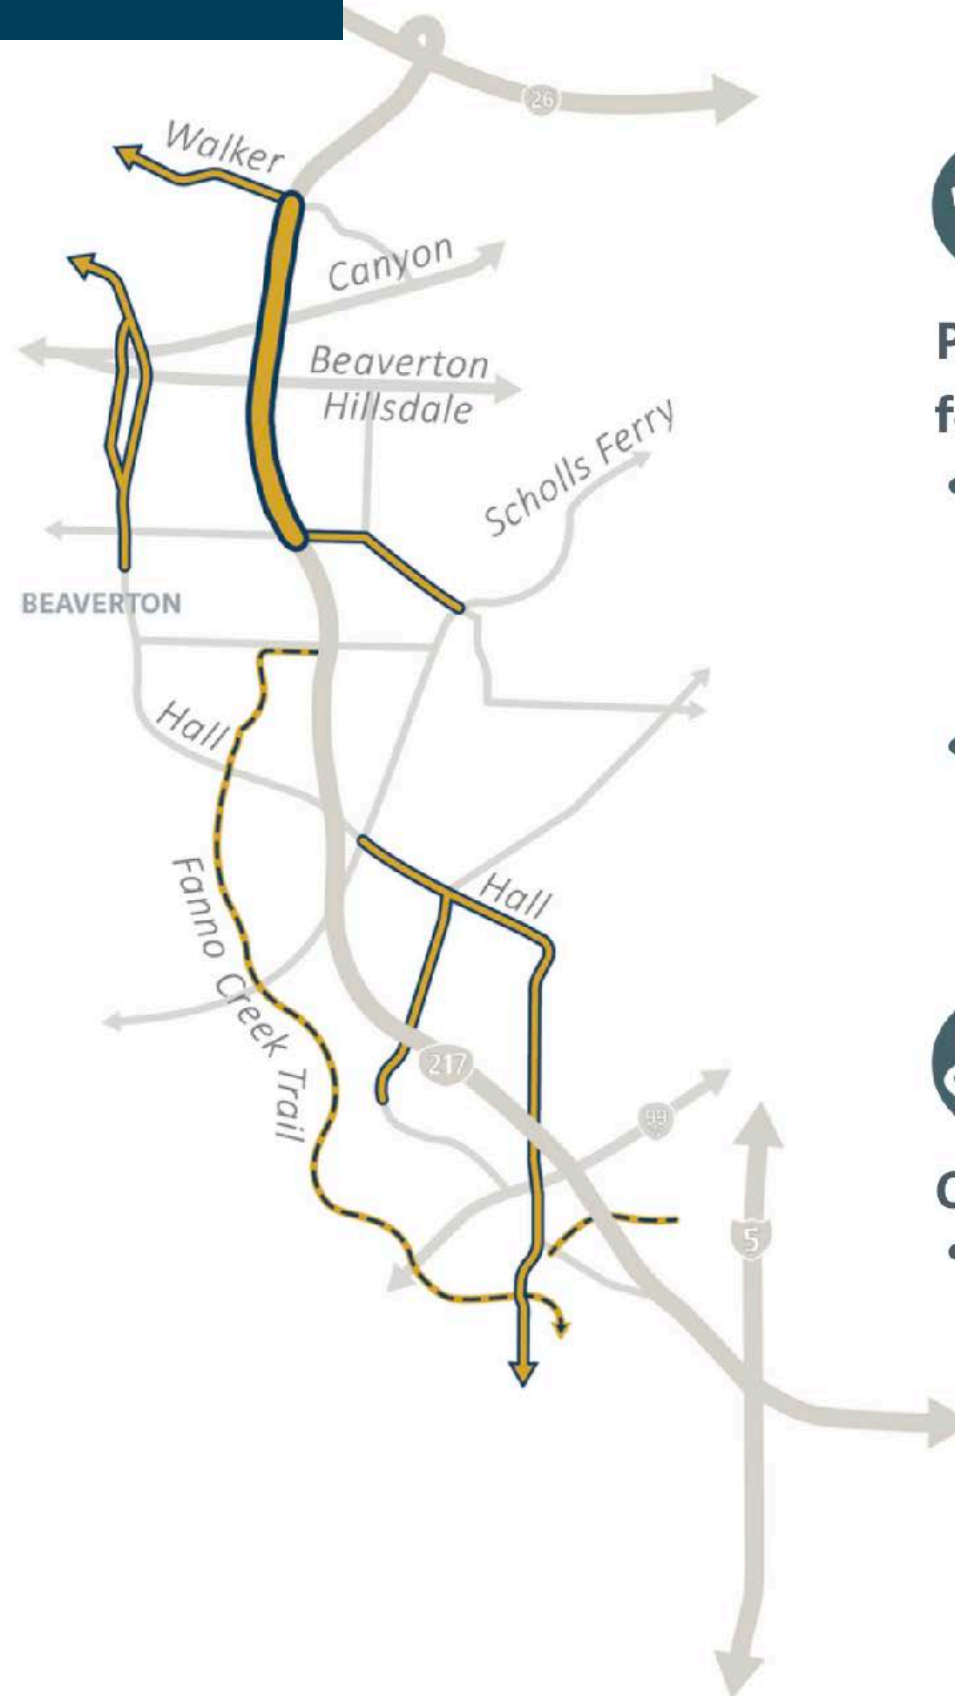 26
Walker
Canyon
Beaverton
Hillsdale
Scholls Ferry
BEAVERTON
Hall
Hall
Fanno Creek Trail
217
99
5